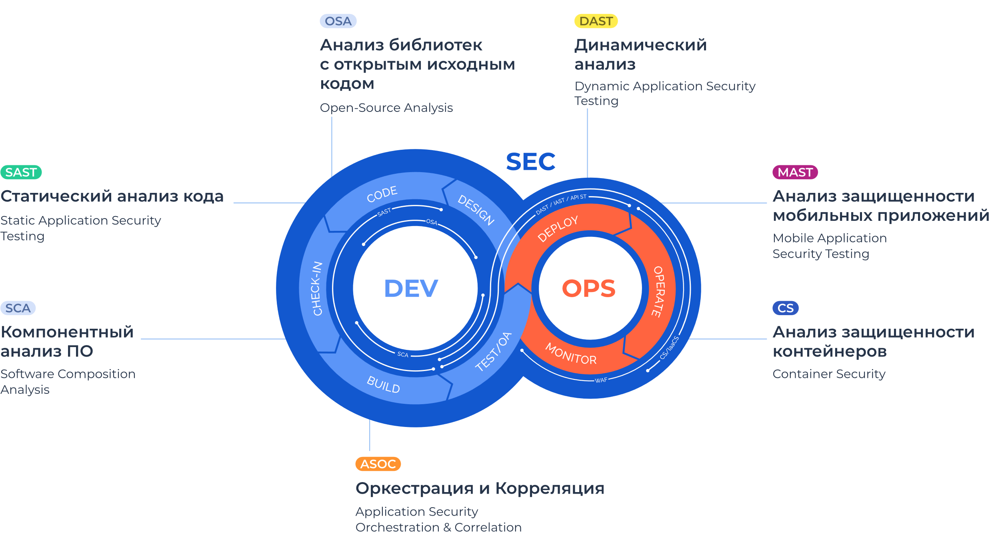 OSA
Анализ библиотек
с открытым исходным
кодом
Open-Source Analysis
DAST
Динамический
анализ
Dynamic Application Security
Testing
SAST
Статический анализ кода
Static Application Security
Testing
SCA
Компонентный
анализ ПО
Software Composition
Analysis
SEC
CODE
DESIGN
SAST
OSA
CHECK-IN
DEV
SCA
BUILD
TEST/OA
DAST / IAST / API ST
DEPLOY
OPS
OPERATE
MONITOR
WAF
CS/IaaCS
MAST
Анализ защищенности
мобильных приложений
Mobile Application
Security Testing
CS
Анализ защищенности
контейнеров
Container Security
ASOC
Оркестрация и Корреляция
Application Security
Orchestration & Correlation